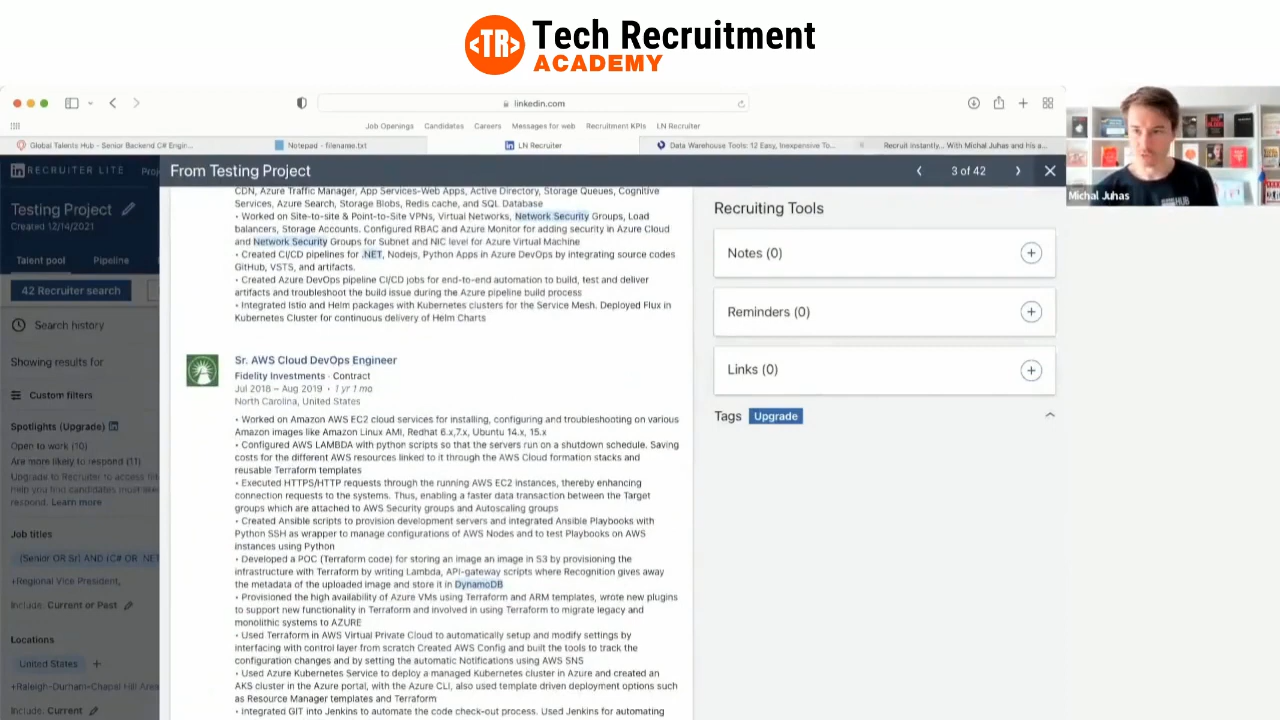 <TR> Tech Recruitment
ACADEMY
linkedin.com
Job Openings Candidates Careers Messages for web Recruitment KPIs LN Recruiter
Global Talents Hub - Senior Backend C# Engin... Notepad - filename.txt LN Recruiter Data Warehouse Tools: 12 Easy, Inexpensive To... Recruit instantly... With Michal Juhas and his a...
Michal Juhas
RECRUITER LITE Proj
From Testing Project
3 of 42
Testing Project
Created 12/14/2021
Talent pool Pipeline
42 Recruiter search
Search history
Showing results for
Custom filters
Spotlights (Upgrade)
Open to work (10)
Are more likely to respond (11)
Upgrade to Recruiter to access
help you find candidates
respond. Learn more
Job titles
(Senior OR Sr) AND (C# OR .NET
+Regional Vice President,
Include: Current or Past
Locations
United States +
+Raleigh-Durham-Chapel Hill Area
Include: Current
CDN, Azure Traffic Manager, App Services-Web Apps, Active Directory, Storage Queues, Cognitive
Services, Azure Search, Storage Blobs, Redis cache, and SQL Database
• Worked on Site-to-site & Point-to-Site VPNs, Virtual Networks, Network Security Groups, Load
balancers, Storage Accounts. Configured RBAC and Azure Monitor for adding security in Azure Cloud
and Network Security Groups for Subnet and NIC level for Azure Virtual Machine
• Created CI/CD pipelines for .NET, Nodejs, Python Apps in Azure DevOps by integrating source codes
GitHub, VSTS, and artifacts.
• Created Azure DevOps pipeline CI/CD jobs for end-to-end automation to build, test and deliver
artifacts and troubleshoot the build issue during the Azure pipeline build process
• Integrated Istio and Helm packages with Kubernetes clusters for the Service Mesh. Deployed Flux in
Kubernetes Cluster for continuous delivery of Helm Charts
Sr. AWS Cloud DevOps Engineer
Fidelity Investments · Contract
Jul 2018 – Aug 2019 • 1 yr 1 mo
North Carolina, United States
• Worked on Amazon AWS EC2 cloud services for installing, configuring and troubleshooting on various
Amazon images like Amazon Linux AMI, Redhat 6.x,7.x, Ubuntu 14.x, 15.x
• Configured AWS LAMBDA with python scripts so that the servers run on a shutdown schedule. Saving
costs for the different AWS resources linked to it through the AWS Cloud formation stacks and
reusable Terraform templates
• Executed HTTPS/HTTP requests through the running AWS EC2 instances, thereby enhancing
connection requests to the systems. Thus, enabling a faster data transaction between the Target
groups which are attached to AWS Security groups and Autoscaling groups
• Created Ansible scripts to provision development servers and integrated Ansible Playbooks with
Python SSH as wrapper to manage configurations of AWS Nodes and to test Playbooks on AWS
instances using Python
• Developed a POC (Terraform code) for storing an image an image in S3 by provisioning the
infrastructure with Terraform by writing Lambda, API-gateway scripts where Recognition gives away
the metadata of the uploaded image and store it in DynamoDB
• Provisioned the high availability of Azure VMs using Terraform and ARM templates, wrote new plugins
to support new functionality in Terraform and involved in using Terraform to migrate legacy and
monolithic systems to AZURE
• Used Terraform in AWS Virtual Private Cloud to automatically setup and modify settings by
interfacing with control layer from scratch Created AWS Config and built the tools to track the
configuration changes and by setting the automatic Notifications using AWS SNS
• Used Azure Kubernetes Service to deploy a managed Kubernetes cluster in Azure and created an
AKS cluster in the Azure portal, with the Azure CLI, also used template driven deployment options such
as Resource Manager templates and Terraform
• Integrated GIT into Jenkins to automate the code check-out process. Used Jenkins for automating
Recruiting Tools
Notes (0)
Reminders (0)
Links (0)
Tags Upgrade